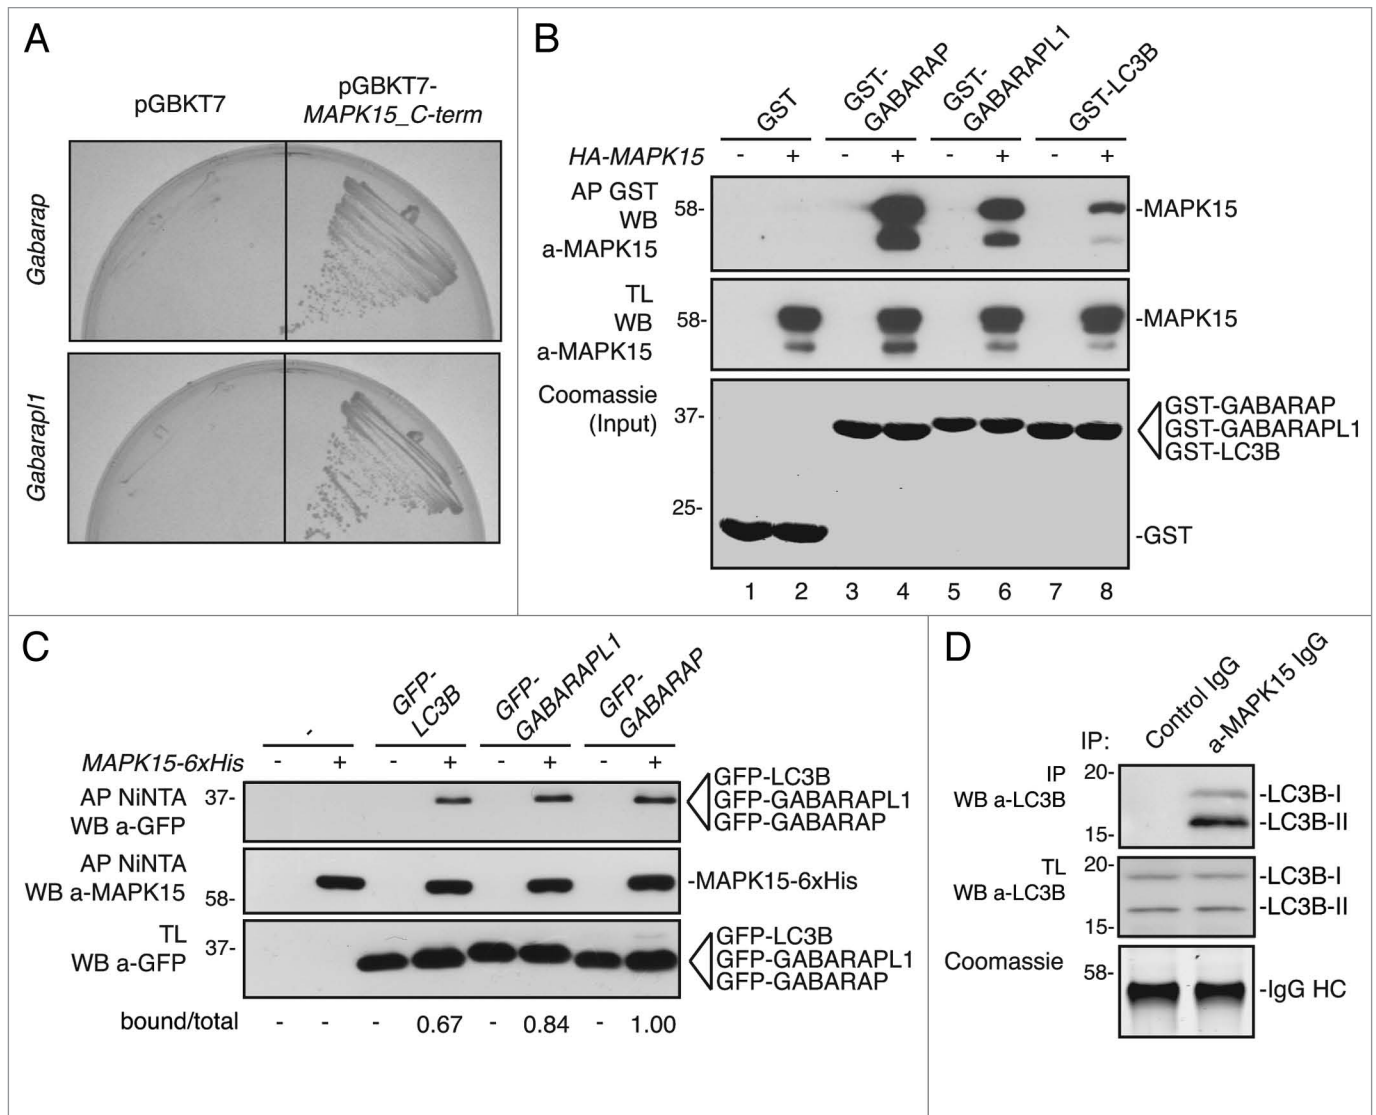 A
pGBKT7
pGBKT7-
MAPK15_C-term
Gabarap
Gabarapl1
B
GST
GST-
GABARAP
GST-
GABARAPL1
GST-LC3B
HA-MAPK15 - + - + - + - +
AP GST
WB
a-MAPK15
58-
-MAPK15
TL
WB
a-MAPK15
58-
-MAPK15
Coomassie
(Input)
37-
25-
GST-GABARAP
GST-GABARAPL1
GST-LC3B
-GST
1 2 3 4 5 6 7 8
C
-
GFP-
LC3B
GFP-
GABARAPL1
GFP-
GABARAP
MAPK15-6xHis - + - + - + - +
AP NiNTA
WB a-GFP
37-
GFP-LC3B
GFP-GABARAPL1
GFP-GABARAP
AP NiNTA
WB a-MAPK15
58-
-MAPK15-6xHis
TL
WB a-GFP
37-
GFP-LC3B
GFP-GABARAPL1
GFP-GABARAP
bound/total - - - 0.67 - 0.84 - 1.00
D
IP:
Control IgG
a-MAPK15 IgG
IP
WB a-LC3B
20-
15-
-LC3B-I
-LC3B-II
TL
WB a-LC3B
20-
15-
-LC3B-I
-LC3B-II
Coomassie
58-
-IgG HC